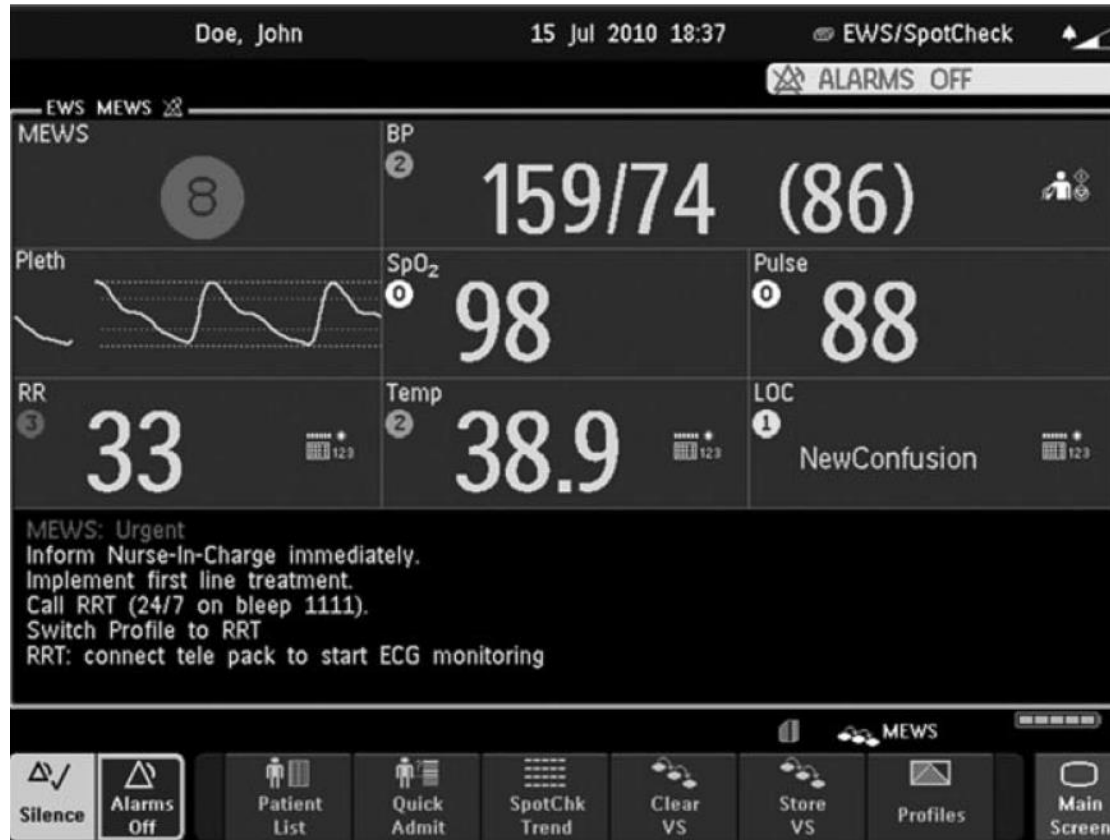 Doe, John 15 Jul 2010 18:37 EWS/SpotCheck
ALARMS OFF
EWS MEWS
MEWS
8
BP
2
159/74 (86)
Pleth
SpO2
0
98
Pulse
0
88
RR
3
33
123
Temp
2
38.9
123
LOC
1
NewConfusion
123
MEWS: Urgent
Inform Nurse-In-Charge immediately.
Implement first line treatment.
Call RRT (24/7 on bleep 1111).
Switch Profile to RRT
RRT: connect tele pack to start ECG monitoring
MEWS
Silence
Alarms
Off
Patient
List
Quick
Admit
SpotChk
Trend
Clear
VS
Store
VS
Profiles
Main
Screen